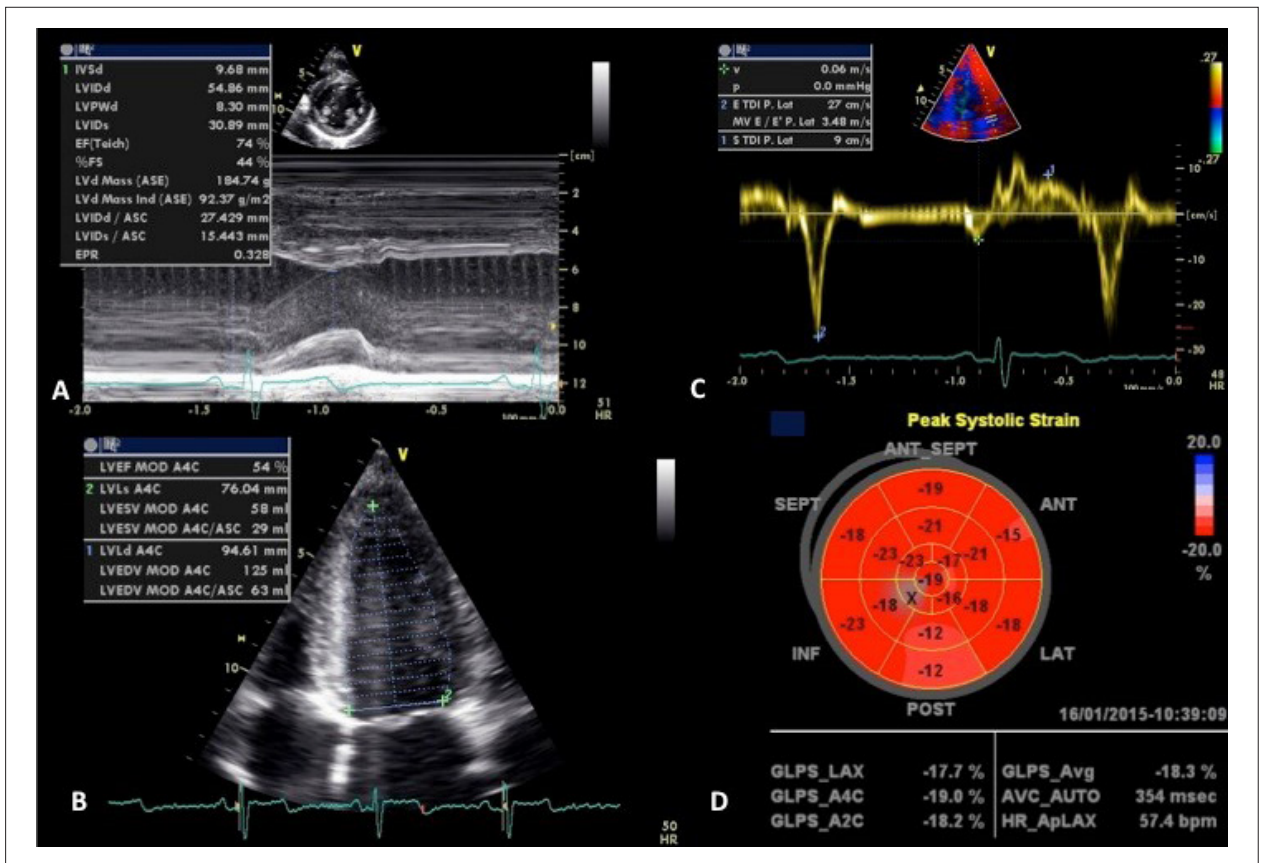 1 IVSd 9.68 mm
LVIDd 54.86 mm
LVPWd 8.30 mm
LVIDs 30.89 mm
EF(Teich) 74 %
%FS 44 %
LVd Mass (ASE) 184.74 g
LVd Mass Ind (ASE) 92.37 g/m2
LVIDd / ASC 27.429 mm
LVIDs / ASC 15.443 mm
EPR 0.328
V
5
10
[cm]
2
4
6
8
10
12
A
-2.0 -1.5 -1.0 -0.5 0.0
51
HR
v 0.06 m/s
p 0.0 mmHg
2 E TDI P. Lat 27 cm/s
MV E / E' P. Lat 3.48 m/s
1 S TDI P. Lat 9 cm/s
V
5
10
.27
-.27
1
10
[cm/s]
-10
-20
2
-30
C
-2.0 -1.5 -1.0 -0.5 0.0
100mm/s
48
HR
LVEF MOD A4C 54 %
2 LVLs A4C 76.04 mm
LVESV MOD A4C 58 ml
LVESV MOD A4C/ASC 29 ml
1 LVLd A4C 94.61 mm
LVEDV MOD A4C 125 ml
LVEDV MOD A4C/ASC 63 ml
V
5
10
2
B
50
HR
Peak Systolic Strain
ANT_SEPT
SEPT ANT
INF LAT
POST
-19
-21
-18 -15
-23 -23 -17 -21
-19
-18 X -16 -18
-23 -18
-12
-12
20.0
-20.0
%
16/01/2015-10:39:09
GLPS_LAX -17.7 % GLPS_Avg -18.3 %
GLPS_A4C -19.0 % AVC_AUTO 354 msec
GLPS_A2C -18.2 % HR_ApLAX 57.4 bpm
D